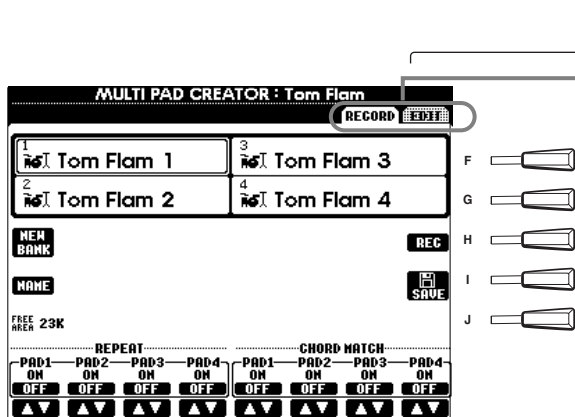 MULTI PAD CREATOR : Tom Flam
RECORD EDIT
1 Tom Flam 1
3 Tom Flam 3
2 Tom Flam 2
4 Tom Flam 4
NEW BANK
REC
NAME
SAVE
FREE AREA 23K
REPEAT
CHORD MATCH
PAD1 PAD2 PAD3 PAD4 PAD1 PAD2 PAD3 PAD4
ON ON ON ON ON ON ON ON
OFF OFF OFF OFF OFF OFF OFF OFF
F
G
H
I
J